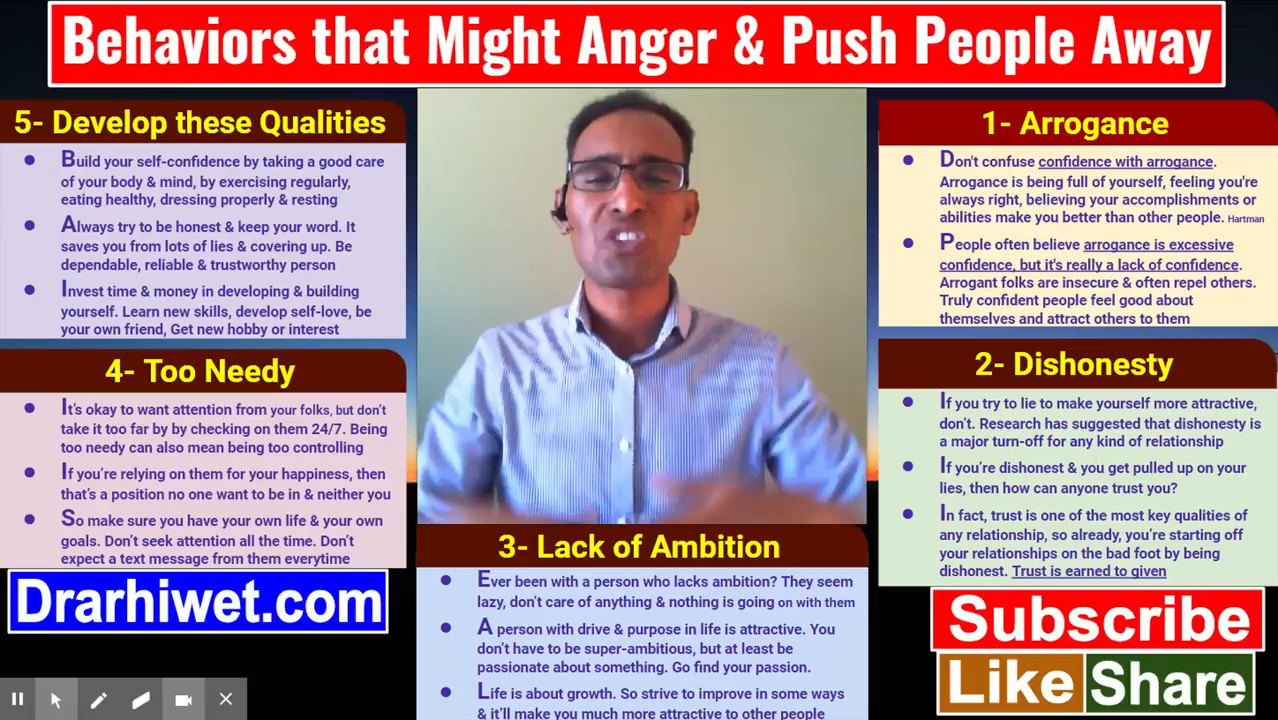 Behaviors that Might Anger & Push People Away
5- Develop these Qualities
Build your self-confidence by taking a good care
of your body & mind, by exercising regularly,
eating healthy, dressing properly & resting
Always try to be honest & keep your word. It
saves you from lots of lies & covering up. Be
dependable, reliable & trustworthy person
Invest time & money in developing & building
yourself. Learn new skills, develop self-love, be
your own friend, Get new hobby or interest
4- Too Needy
It's okay to want attention from your folks, but don't
take it too far by by checking on them 24/7. Being
too needy can also mean being too controlling
If you're relying on them for your happiness, then
that's a position no one want to be in & neither you
So make sure you have your own life & your own
goals. Don't seek attention all the time. Don't
expect a text message from them everytime
Drarhiwet.com
3- Lack of Ambition
Ever been with a person who lacks ambition? They seem
lazy, don't care of anything & nothing is going on with them
A person with drive & purpose in life is attractive. You
don't have to be super-ambitious, but at least be
passionate about something. Go find your passion.
Life is about growth. So strive to improve in some ways
& it'll make you much more attractive to other people
1- Arrogance
Don't confuse confidence with arrogance.
Arrogance is being full of yourself, feeling you're
always right, believing your accomplishments or
abilities make you better than other people. Hartman
People often believe arrogance is excessive
confidence, but it's really a lack of confidence.
Arrogant folks are insecure & often repel others.
Truly confident people feel good about
themselves and attract others to them
2- Dishonesty
If you try to lie to make yourself more attractive,
don't. Research has suggested that dishonesty is
a major turn-off for any kind of relationship
If you're dishonest & you get pulled up on your
lies, then how can anyone trust you?
In fact, trust is one of the most key qualities of
any relationship, so already, you're starting off
your relationships on the bad foot by being
dishonest. Trust is earned to given
Subscribe
Like Share